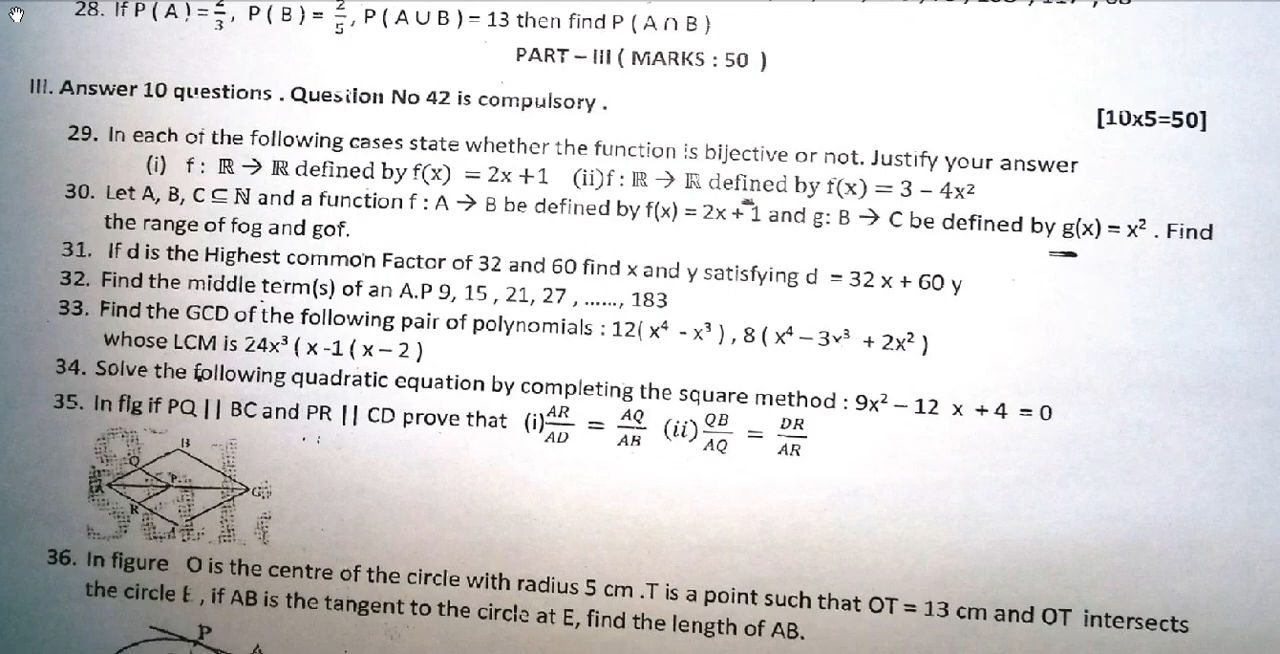 28. If P ( A ) = 2/3, P ( B ) = 2/5, P ( A ∪ B ) = 13 then find P ( A ∩ B )
PART – III ( MARKS : 50 )
III. Answer 10 questions . Question No 42 is compulsory .
[10x5=50]
29. In each of the following cases state whether the function is bijective or not. Justify your answer
(i) f : ℝ → ℝ defined by f(x) = 2x +1 (ii)f : ℝ → ℝ defined by f(x) = 3 – 4x²
30. Let A, B, C ⊆ ℕ and a function f : A → B be defined by f(x) = 2x + 1 and g: B → C be defined by g(x) = x² . Find
the range of fog and gof.
31. If d is the Highest common Factor of 32 and 60 find x and y satisfying d = 32 x + 60 y
32. Find the middle term(s) of an A.P 9, 15 , 21, 27 , ......, 183
33. Find the GCD of the following pair of polynomials : 12( x⁴ - x³ ) , 8 ( x⁴ – 3x³ + 2x² )
whose LCM is 24x³ ( x -1 ( x – 2 )
34. Solve the following quadratic equation by completing the square method : 9x² – 12 x + 4 = 0
35. In fig if PQ || BC and PR || CD prove that (i) AR/AD = AQ/AB (ii) QB/AQ = DR/AR
B
Q
P
A
R
36. In figure O is the centre of the circle with radius 5 cm .T is a point such that OT = 13 cm and OT intersects
the circle E , if AB is the tangent to the circle at E, find the length of AB.
P
A